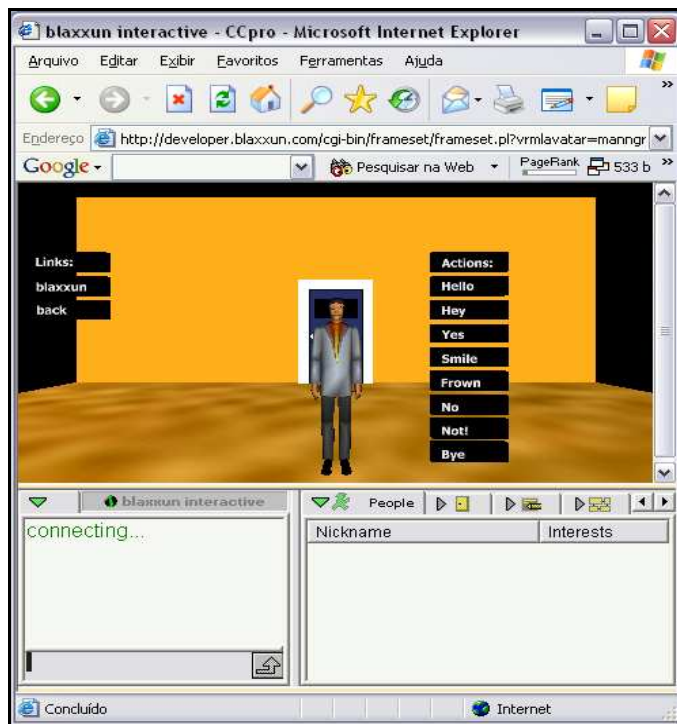 blaxxun interactive - CCpro - Microsoft Internet Explorer
Arquivo Editar Exibir Favoritos Ferramentas Ajuda
Endereço http://developer.blaxxun.com/cgi-bin/frameset/frameset.pl?vrmlavatar=manngr
Google Pesquisar na Web PageRank 533 b
Links:
blaxxun
back
Actions:
Hello
Hey
Yes
Smile
Frown
No
Not!
Bye
blaxxun interactive
People
connecting...
Nickname Interests
Concluído Internet